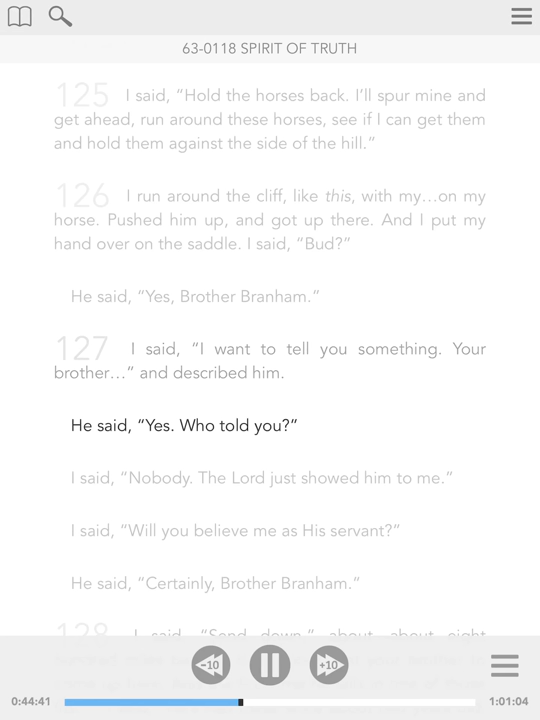 63-0118 SPIRIT OF TRUTH
125 I said, “Hold the horses back. I’ll spur mine and
get ahead, run around these horses, see if I can get them
and hold them against the side of the hill.”
126 I run around the cliff, like this, with my…on my
horse. Pushed him up, and got up there. And I put my
hand over on the saddle. I said, “Bud?”
He said, “Yes, Brother Branham.”
127 I said, “I want to tell you something. Your
brother…” and described him.
He said, “Yes. Who told you?”
I said, “Nobody. The Lord just showed him to me.”
I said, “Will you believe me as His servant?”
He said, “Certainly, Brother Branham.”
128 I said, “Send down,” about, about eight
-10
+10
0:44:41
1:01:04